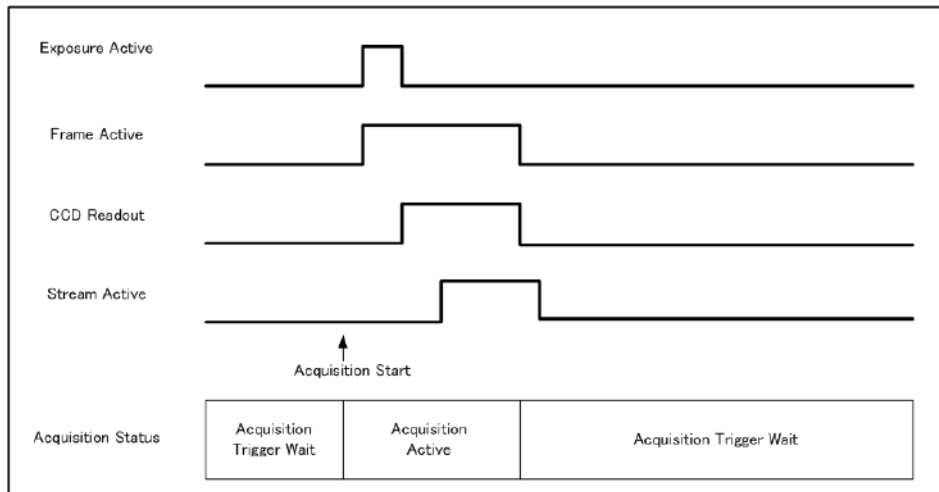 Exposure Active
Frame Active
CCD Readout
Stream Active
Acquisition Start
Acquisition Status
Acquisition
Trigger Wait
Acquisition
Active
Acquisition Trigger Wait